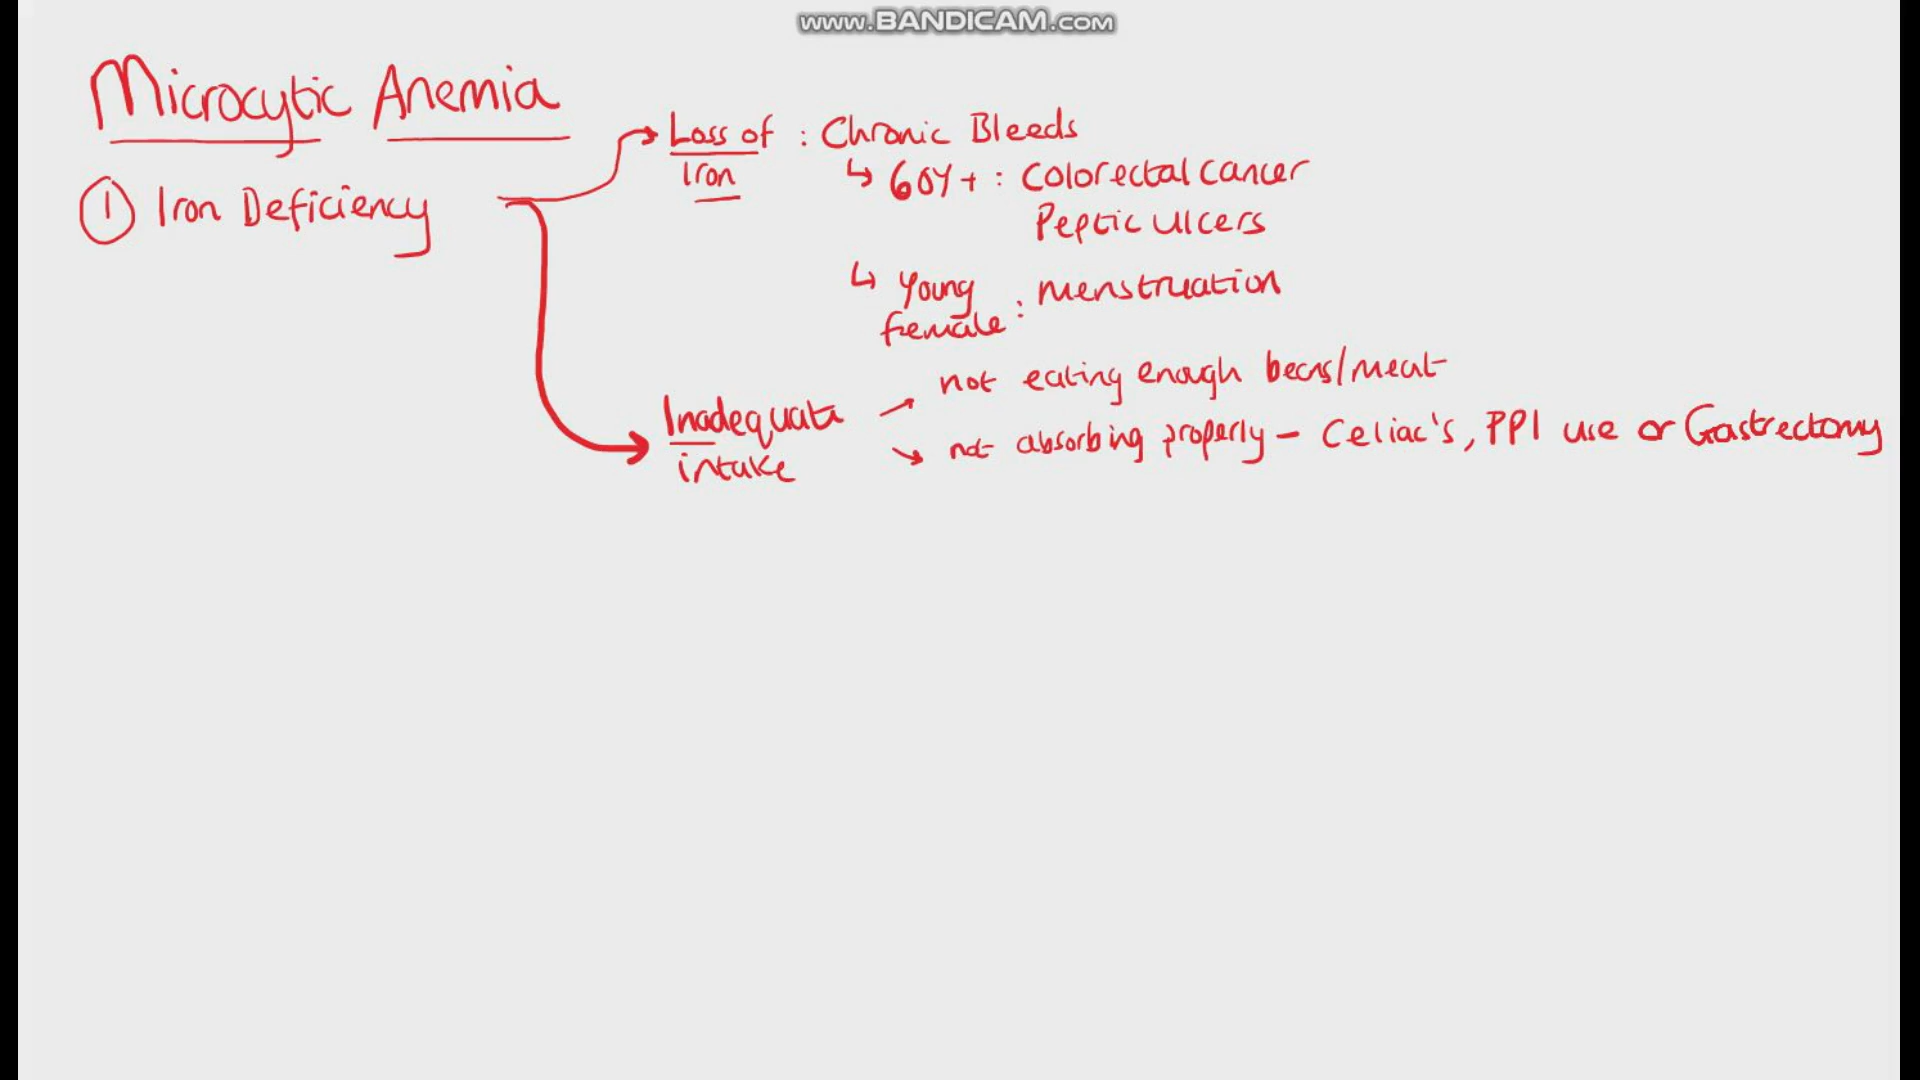 www.BANDICAM.com
Microcytic Anemia
① Iron Deficiency
Loss of : Chronic Bleeds
Iron
↳ 60Y+ : Colorectal cancer
Peptic ulcers
↳ Young : menstruation
female
Inadequate
intake
not eating enough beans/meat
not absorbing properly – Celiac's, PPI use or Gastrectomy